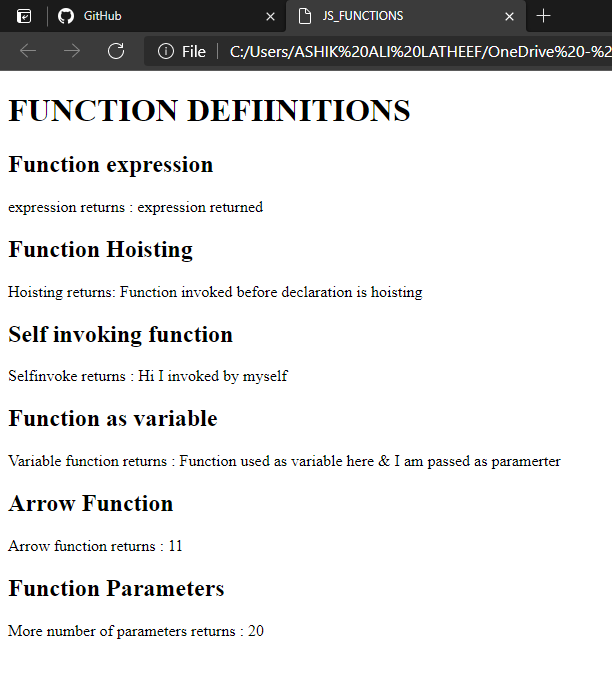 GitHub
JS_FUNCTIONS
File
C:/Users/ASHIK%20ALI%20LATHEEF/OneDrive%20-%2
FUNCTION DEFIINITIONS
Function expression
expression returns : expression returned
Function Hoisting
Hoisting returns: Function invoked before declaration is hoisting
Self invoking function
Selfinvoke returns : Hi I invoked by myself
Function as variable
Variable function returns : Function used as variable here & I am passed as paramerter
Arrow Function
Arrow function returns : 11
Function Parameters
More number of parameters returns : 20